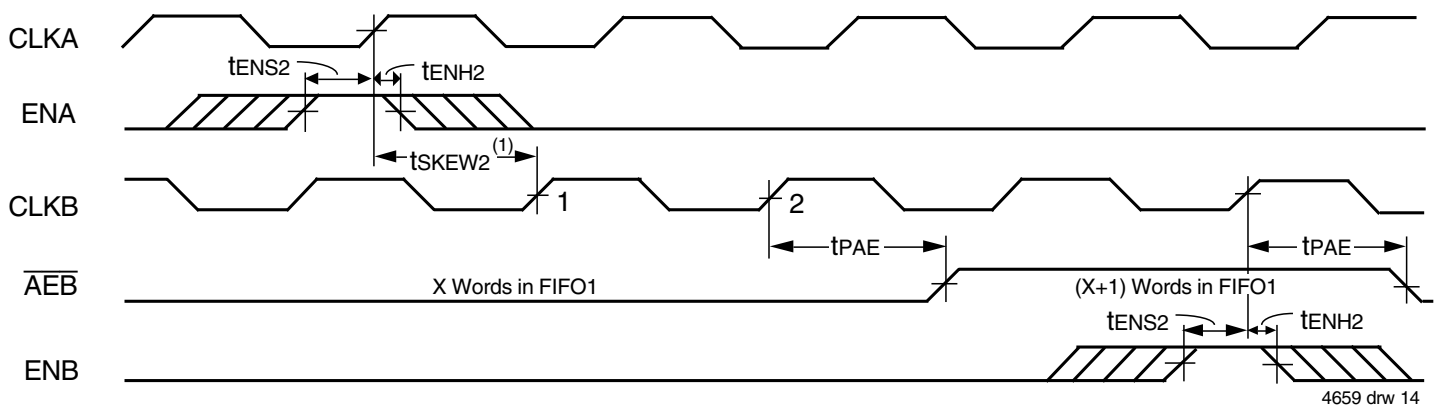 CLKA
tENS2
tENH2
ENA
tSKEW2 (1)
CLKB
1
2
tPAE
tPAE
AEB
X Words in FIFO1
(X+1) Words in FIFO1
tENS2
tENH2
ENB
4659 drw 14